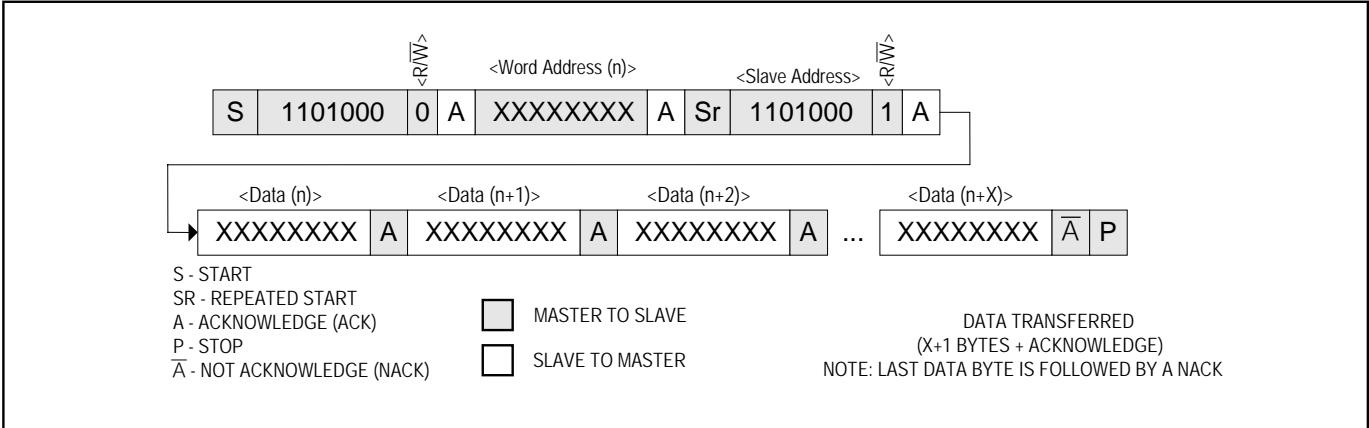 <R/W̅>
<Word Address (n)>
<Slave Address>
<R/W̅>
S 1101000 0 A XXXXXXXX A Sr 1101000 1 A
<Data (n)> <Data (n+1)> <Data (n+2)> <Data (n+X)>
XXXXXXXX A XXXXXXXX A XXXXXXXX A ... XXXXXXXX A̅ P
S - START
SR - REPEATED START
A - ACKNOWLEDGE (ACK)
P - STOP
A̅ - NOT ACKNOWLEDGE (NACK)
MASTER TO SLAVE
SLAVE TO MASTER
DATA TRANSFERRED
(X+1 BYTES + ACKNOWLEDGE)
NOTE: LAST DATA BYTE IS FOLLOWED BY A NACK